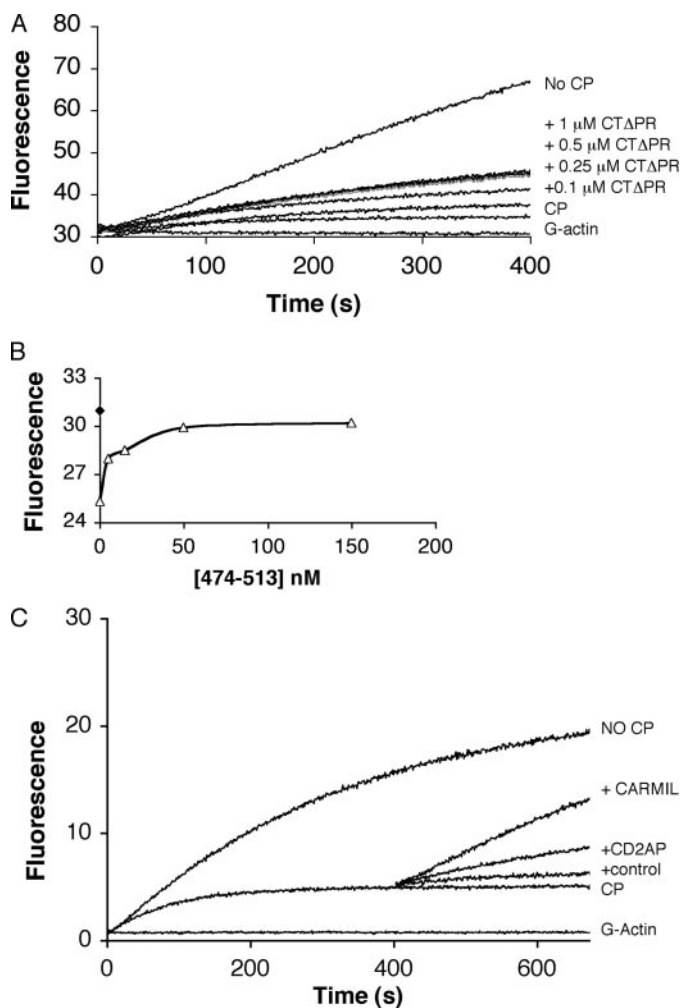 A
Fluorescence
80
70
60
50
40
30
0
100
200
300
400
Time (s)
No CP
+ 1 μM CTΔPR
+ 0.5 μM CTΔPR
+ 0.25 μM CTΔPR
+0.1 μM CTΔPR
CP
G-actin
B
Fluorescence
33
30
27
24
0
50
100
150
200
[474-513] nM
C
Fluorescence
30
20
10
0
0
200
400
600
Time (s)
NO CP
+ CARMIL
+CD2AP
+control
CP
G-Actin